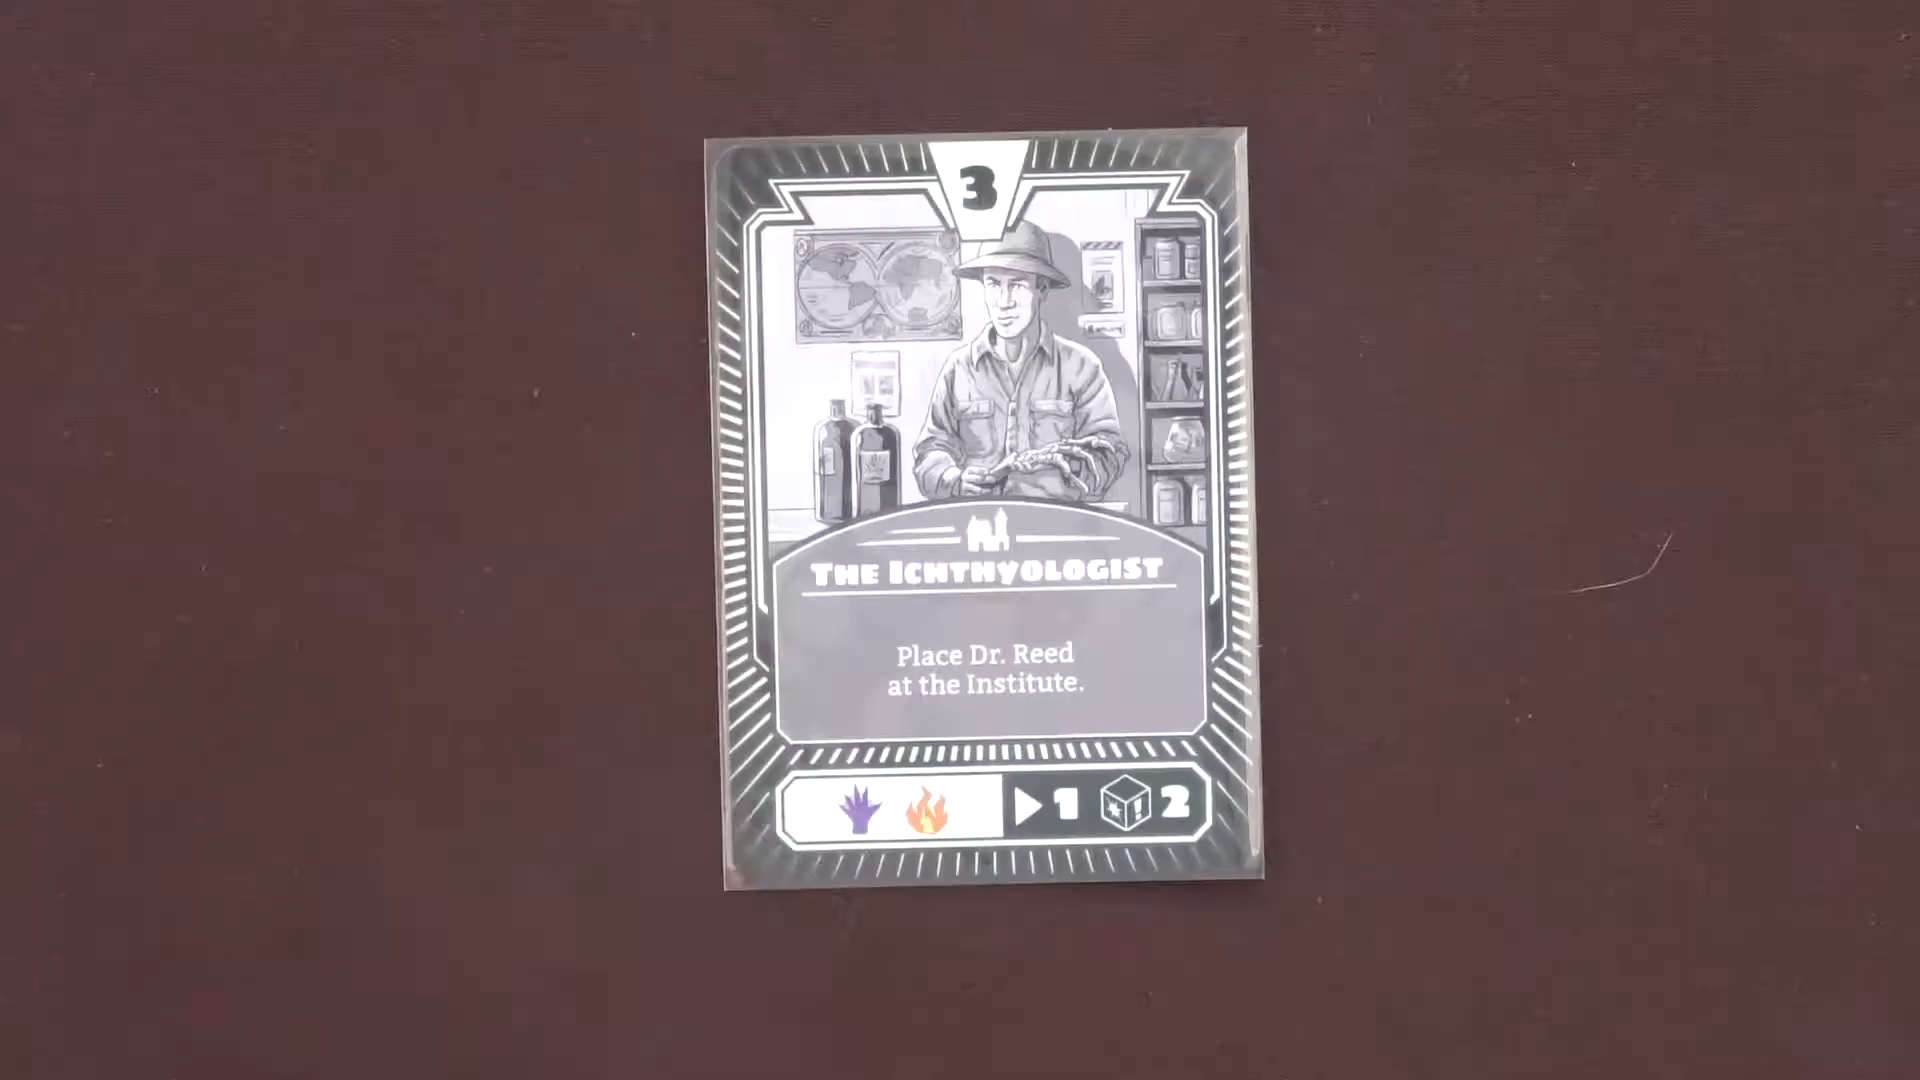 3
THE ICHTHYOLOGIST
Place Dr. Reed
at the Institute.
1 ! 2